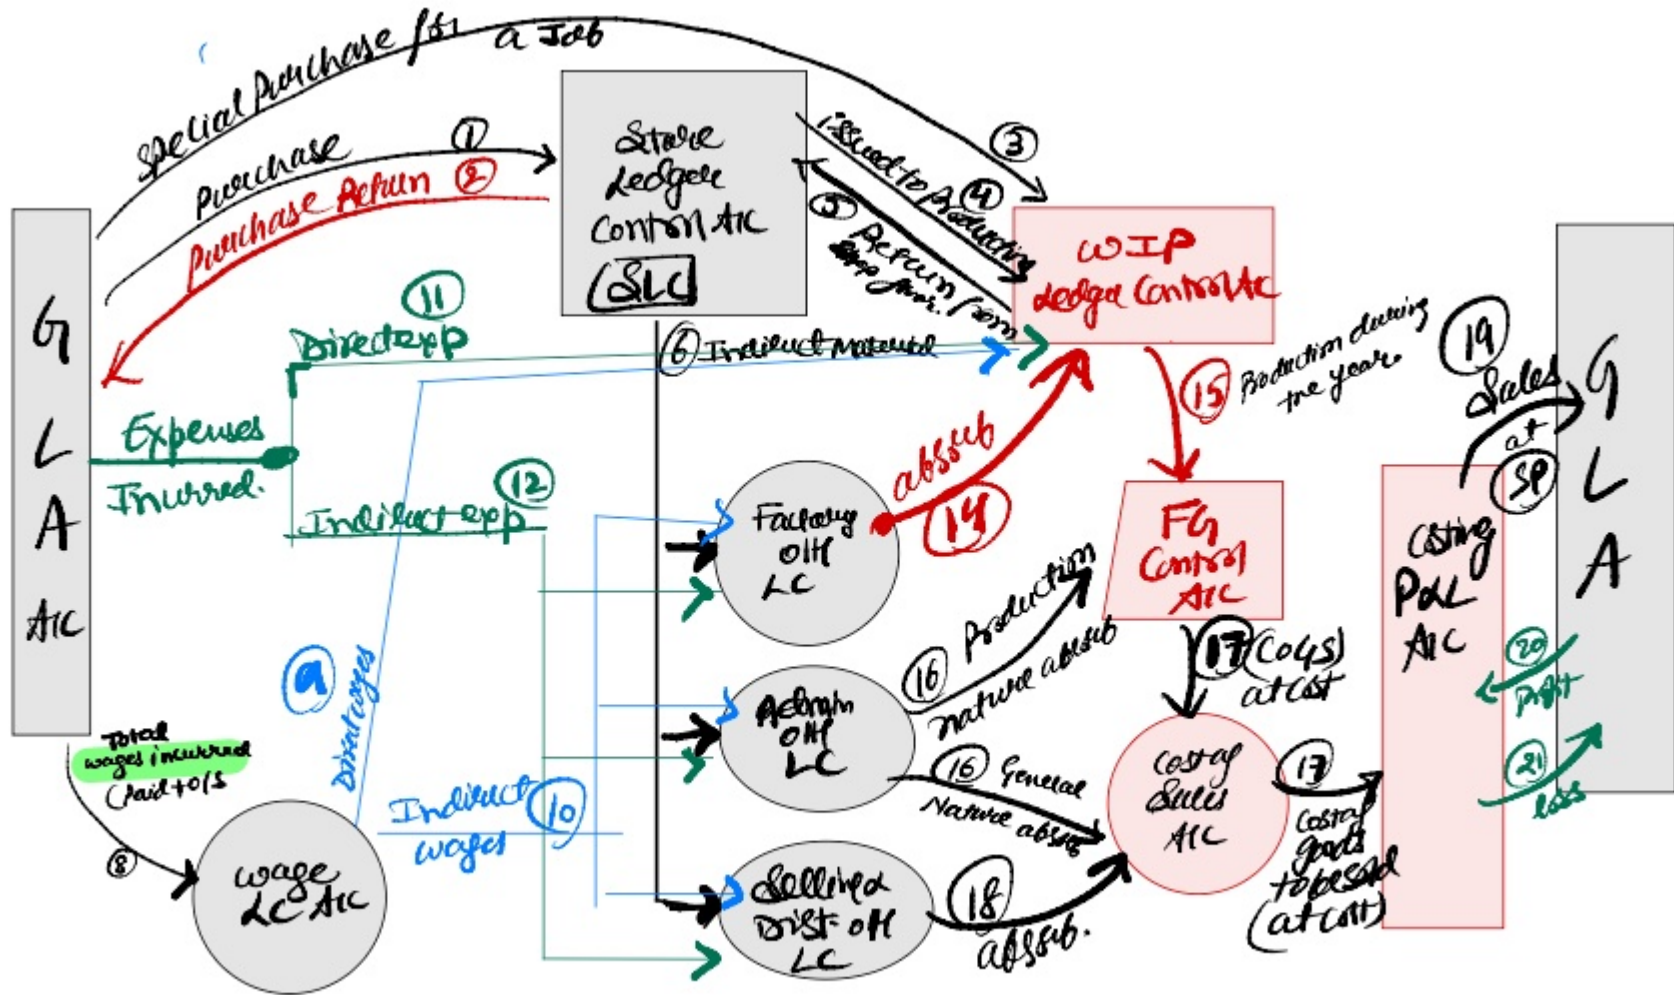 Special Purchase for a Job
③
Purchase ①
Purchase Return ②
G
L
A
A/C
Store
Ledger
Control A/C
SLC
issued to Production
④
⑤ Return from
WIP
Ledger Control A/C
⑪
Direct exp
⑥ Indirect Material
Expenses
Incurred.
Indirect exp ⑫
absorb
⑭
⑮ Production during
the year.
⑲
Sales
at
SP
G
L
A
Factory
O/H
LC
FG
Control
A/C
Costing
P&L
A/C
⑯ Production
nature absorb
⑰ (COGS)
at cost
⑳
Profit
㉑
loss
Total
wages incurred
(Paid + O/S
⑧
Direct wages
Indirect ⑩
wages
wage
LC A/C
Admin
O/H
LC
⑯ General
Nature absorb
Cost of
Sales
A/C
⑰
Cost of
goods
to be sold
(at cost)
Selling &
Dist. O/H
LC
⑱
absorb.